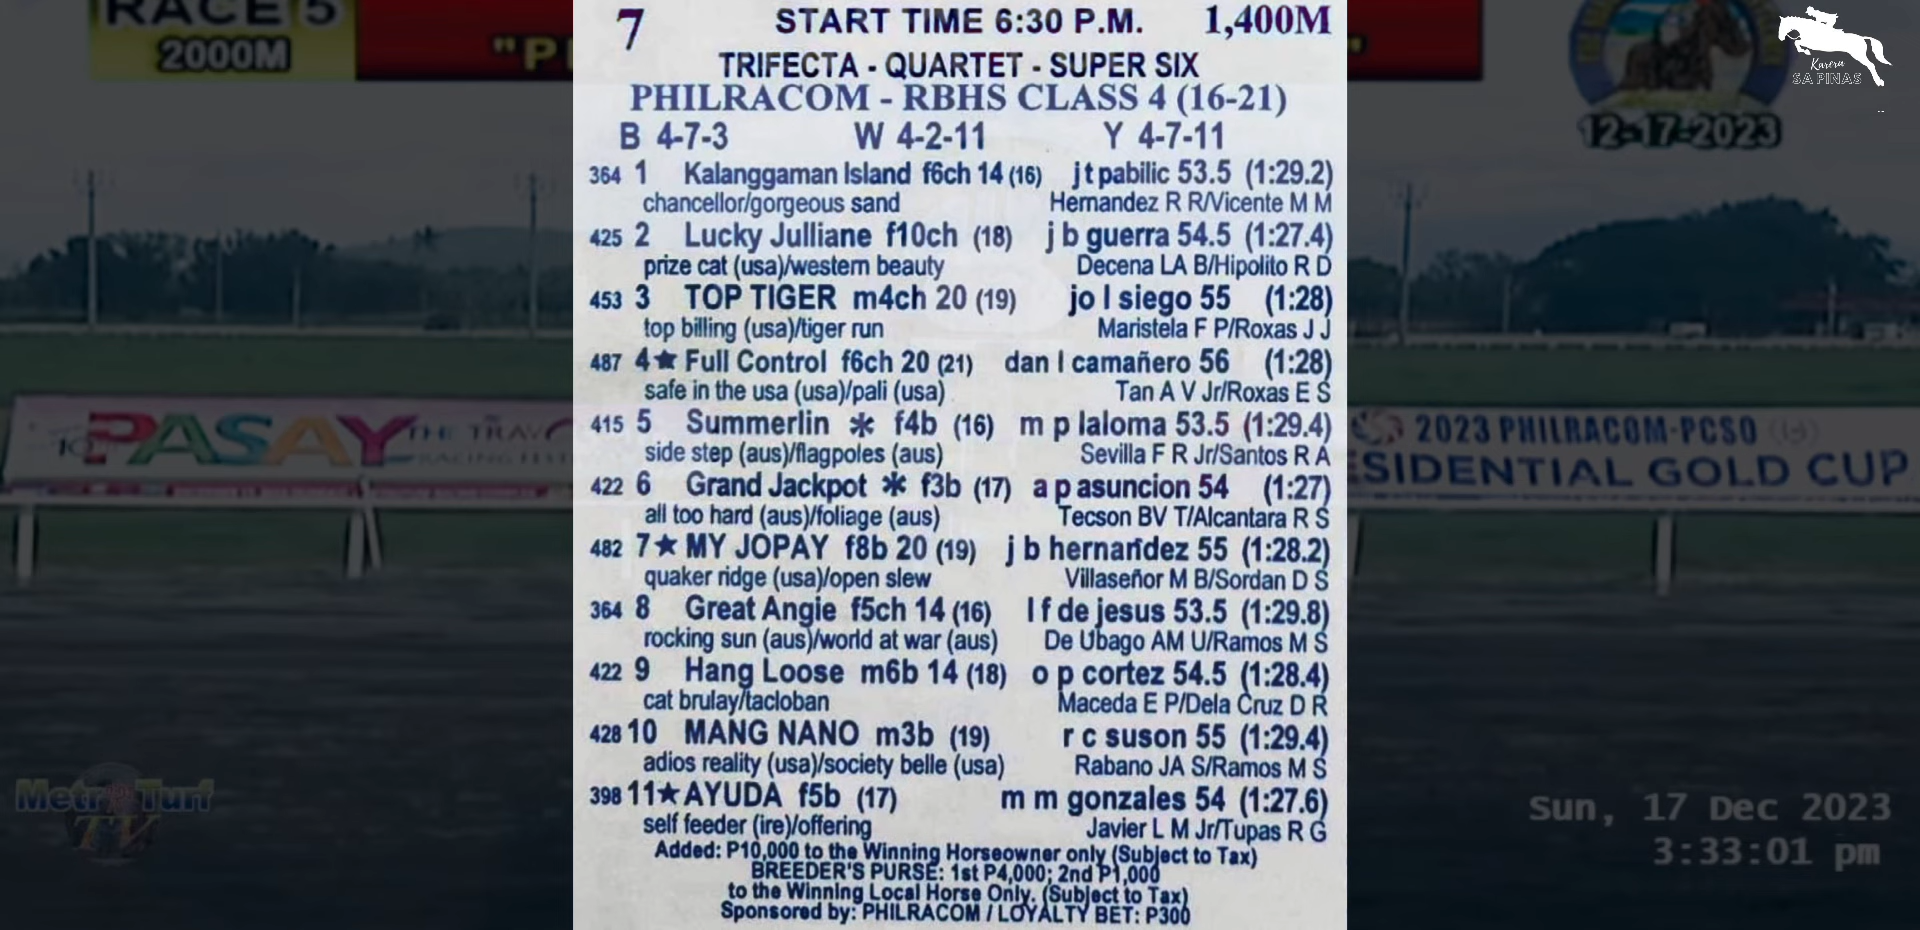 RACE 5
2000M
"P
"
Karera
SA PINAS
12-17-2023
7 START TIME 6:30 P.M. 1,400M
TRIFECTA - QUARTET - SUPER SIX
PHILRACOM - RBHS CLASS 4 (16-21)
B 4-7-3 W 4-2-11 Y 4-7-11
364 1 Kalanggaman Island f6ch 14 (16) j t pabilic 53.5 (1:29.2)
chancellor/gorgeous sand Hernandez R R/Vicente M M
425 2 Lucky Julliane f10ch (18) j b guerra 54.5 (1:27.4)
prize cat (usa)/western beauty Decena LA B/Hipolito R D
453 3 TOP TIGER m4ch 20 (19) jo l siego 55 (1:28)
top billing (usa)/tiger run Maristela F P/Roxas J J
487 4★ Full Control f6ch 20 (21) dan l camañero 56 (1:28)
safe in the usa (usa)/pali (usa) Tan A V Jr/Roxas E S
415 5 Summerlin * f4b (16) m p laloma 53.5 (1:29.4)
side step (aus)/flagpoles (aus) Sevilla F R Jr/Santos R A
422 6 Grand Jackpot * f3b (17) a p asuncion 54 (1:27)
all too hard (aus)/foliage (aus) Tecson BV T/Alcantara R S
482 7★ MY JOPAY f8b 20 (19) j b hernandez 55 (1:28.2)
quaker ridge (usa)/open slew Villaseñor M B/Sordan D S
364 8 Great Angie f5ch 14 (16) l f de jesus 53.5 (1:29.8)
rocking sun (aus)/world at war (aus) De Ubago AM U/Ramos M S
422 9 Hang Loose m6b 14 (18) o p cortez 54.5 (1:28.4)
cat brulay/tacloban Maceda E P/Dela Cruz D R
428 10 MANG NANO m3b (19) r c suson 55 (1:29.4)
adios reality (usa)/society belle (usa) Rabano JA S/Ramos M S
398 11★ AYUDA f5b (17) m m gonzales 54 (1:27.6)
self feeder (ire)/offering Javier L M Jr/Tupas R G
Added: P10,000 to the Winning Horseowner only (Subject to Tax)
BREEDER'S PURSE: 1st P4,000; 2nd P1,000
to the Winning Local Horse Only. (Subject to Tax)
Sponsored by: PHILRACOM / LOYALTY BET: P300
PASAY THE TRAV
RACING FEST
2023 PHILRACOM-PCSO
ESIDENTIAL GOLD CUP
MetroTurf
TV
Sun, 17 Dec 2023
3:33:01 pm